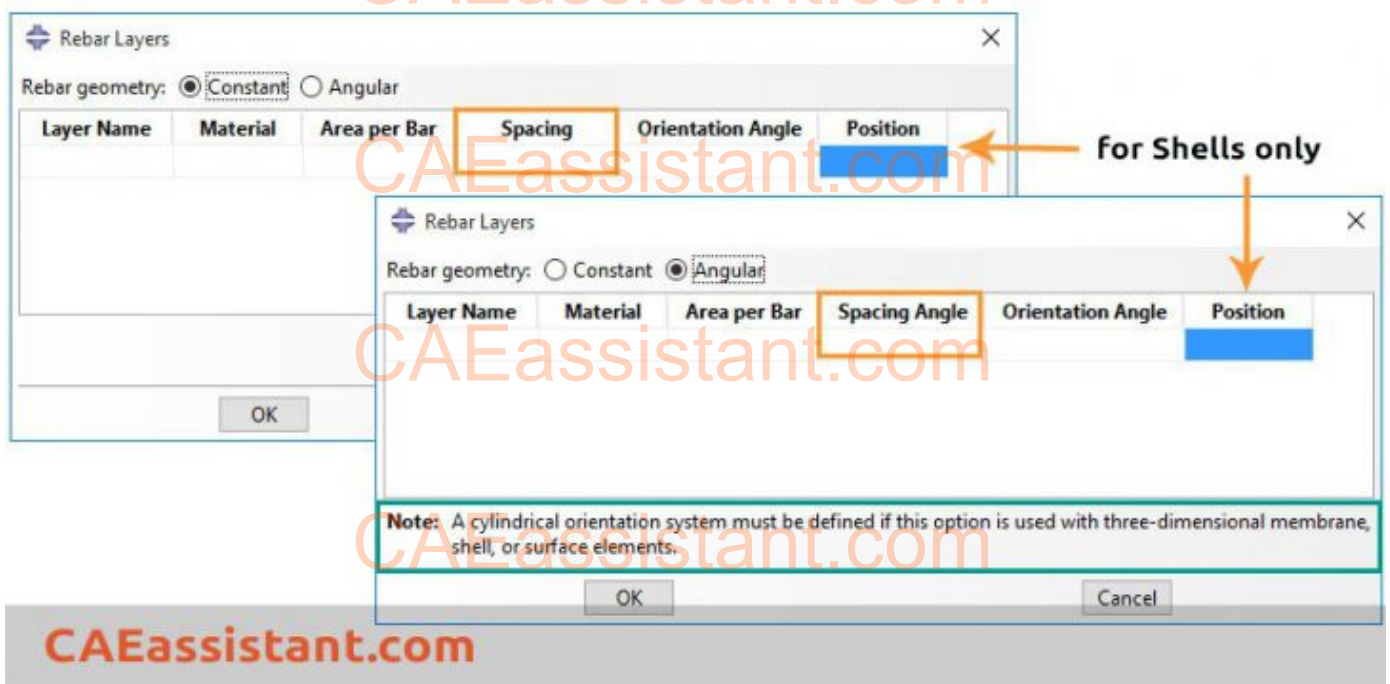 CAEassistant.com
Rebar Layers
Rebar geometry: Constant Angular
Layer Name Material Area per Bar Spacing Orientation Angle Position
for Shells only
CAEassistant.com
Rebar Layers
Rebar geometry: Constant Angular
Layer Name Material Area per Bar Spacing Angle Orientation Angle Position
CAEassistant.com
OK
Note: A cylindrical orientation system must be defined if this option is used with three-dimensional membrane,
shell, or surface elements.
CAEassistant.com
OK Cancel
CAEassistant.com